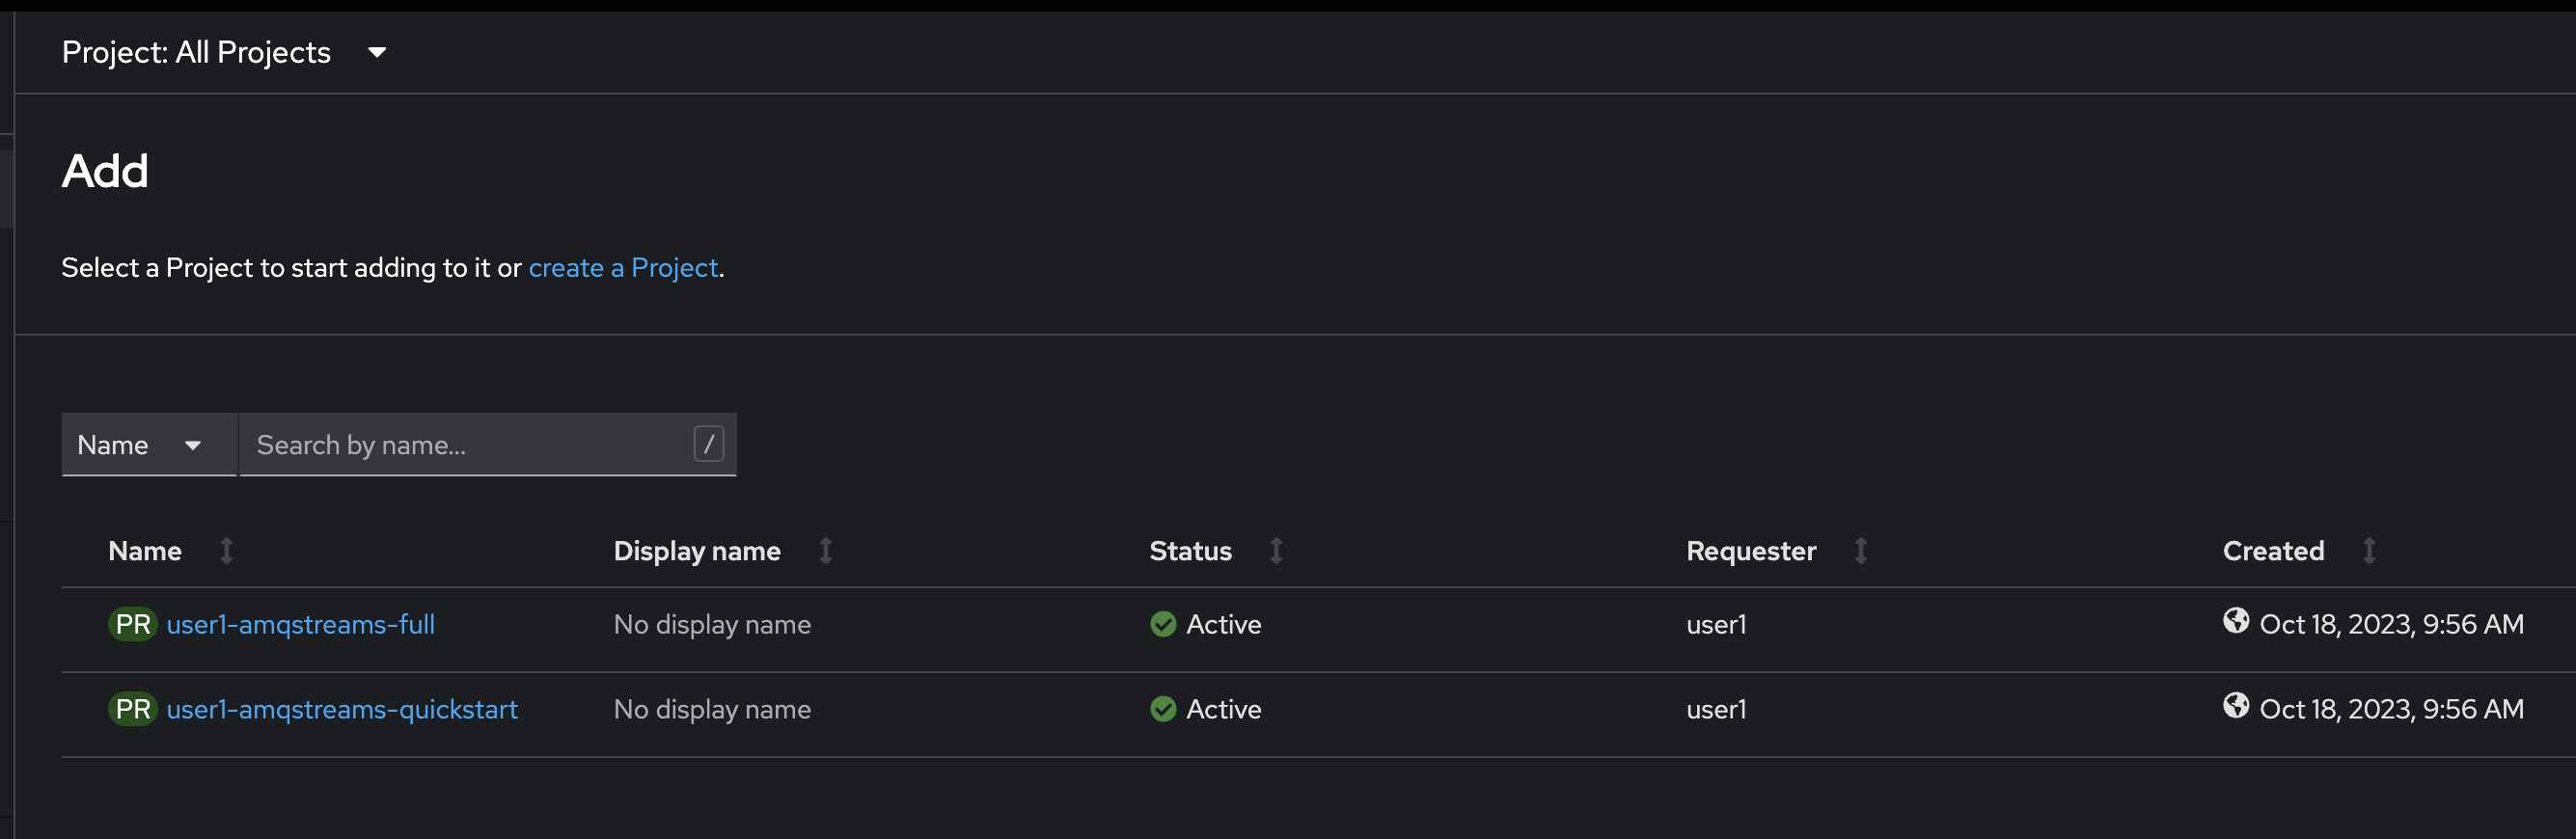 Project: All Projects
Add
Select a Project to start adding to it or create a Project.
Name Search by name... /
Name Display name Status Requester Created
PR user1-amqstreams-full No display name Active user1 Oct 18, 2023, 9:56 AM
PR user1-amqstreams-quickstart No display name Active user1 Oct 18, 2023, 9:56 AM